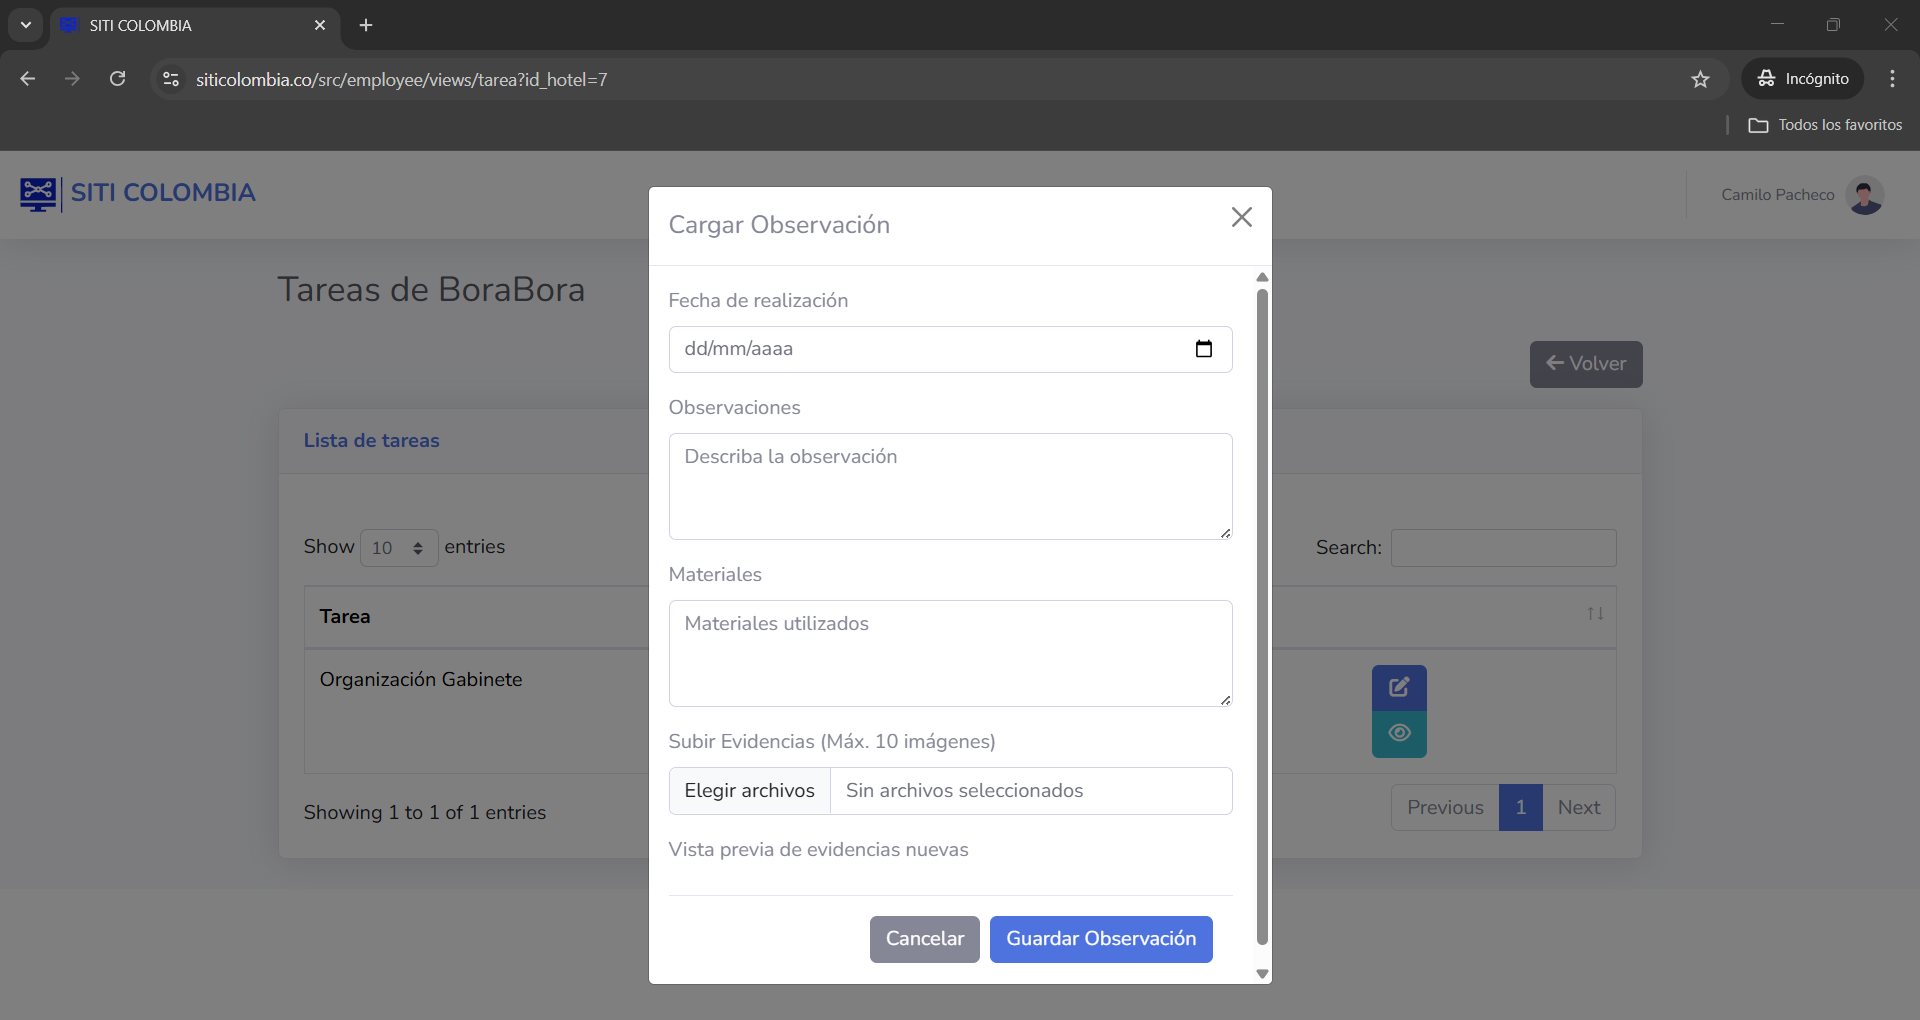 SITI COLOMBIA
siticolombia.co/src/employee/views/tarea?id_hotel=7
Incógnito
Todos los favoritos
SITI COLOMBIA
Camilo Pacheco
Tareas de BoraBora
Volver
Lista de tareas
Show 10 entries
Search:
Tarea
Organización Gabinete
Showing 1 to 1 of 1 entries
Previous 1 Next
Cargar Observación
Fecha de realización
dd/mm/aaaa
Observaciones
Describa la observación
Materiales
Materiales utilizados
Subir Evidencias (Máx. 10 imágenes)
Elegir archivos Sin archivos seleccionados
Vista previa de evidencias nuevas
Cancelar Guardar Observación